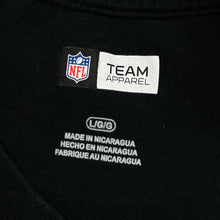 NFL
TEAM
APPAREL
L/G/G
MADE IN NICARAGUA
HECHO EN NICARAGUA
FABRIQUE AU NICARAGUA